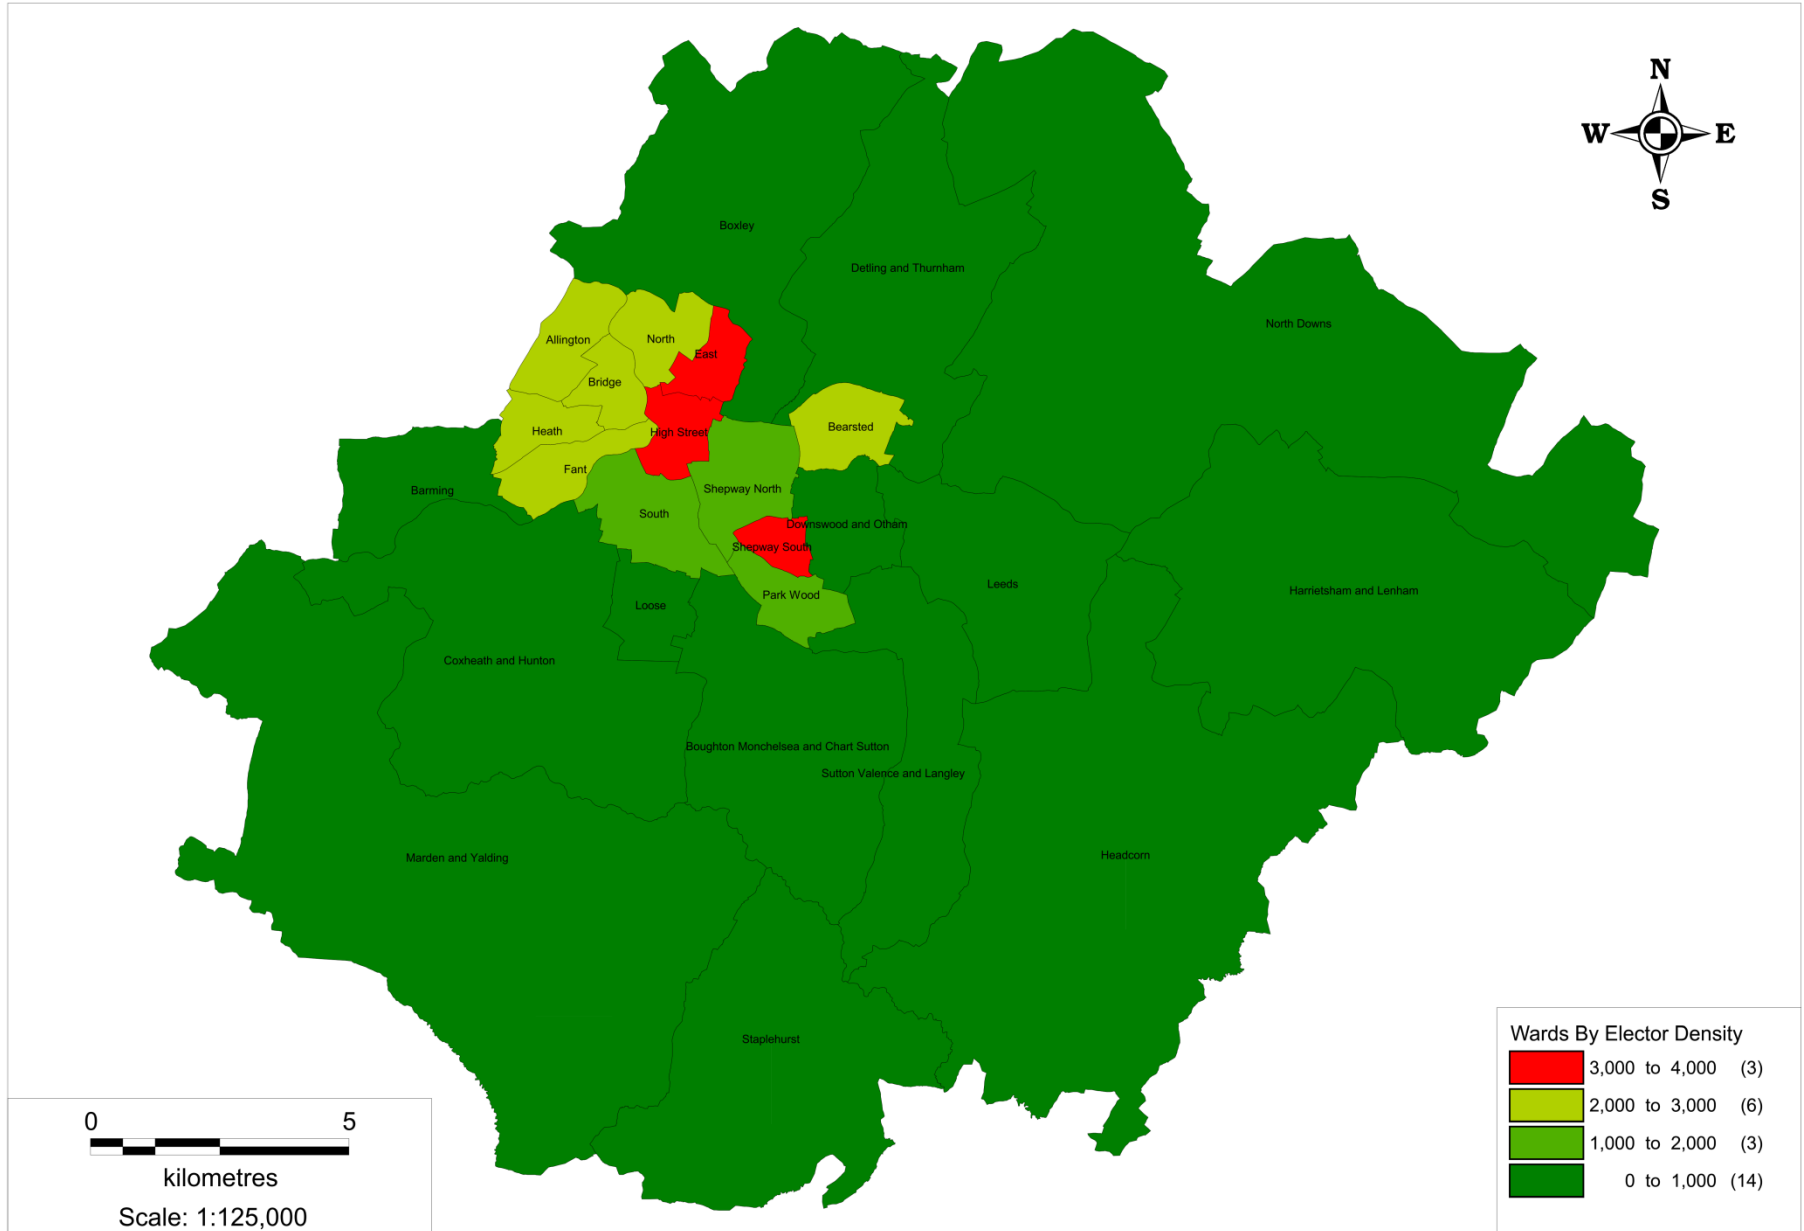 N
W E
S
Boxley
Detling and Thurnham
North Downs
Allington
North
East
Bridge
Bearsted
Heath
High Street
Fant
Barming
Shepway North
South
Downswood and Otham
Shepway South
Leeds
Harrietsham and Lenham
Park Wood
Loose
Coxheath and Hunton
Boughton Monchelsea and Chart Sutton
Sutton Valence and Langley
Marden and Yalding
Headcorn
Staplehurst
Wards By Elector Density
3,000 to 4,000 (3)
2,000 to 3,000 (6)
1,000 to 2,000 (3)
0 to 1,000 (14)
0 5
kilometres
Scale: 1:125,000